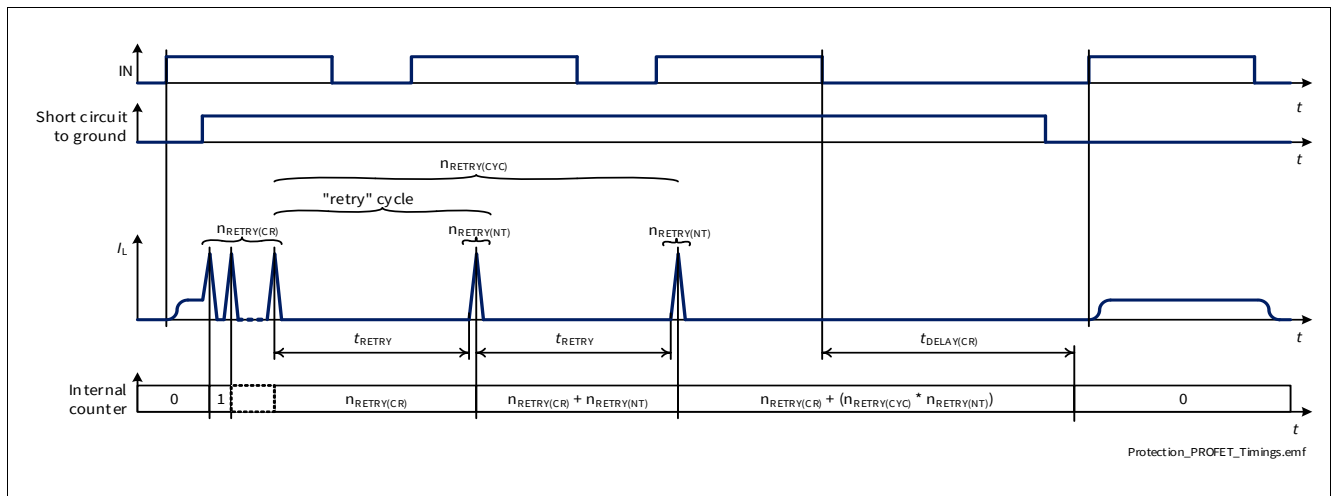 IN
t
Short circuit
to ground
t
nRETRY(CYC)
"retry" cycle
nRETRY(CR)
nRETRY(NT)
nRETRY(NT)
IL
t
tRETRY
tRETRY
tDELAY(CR)
Internal
counter
0
1
nRETRY(CR)
nRETRY(CR) + nRETRY(NT)
nRETRY(CR) + (nRETRY(CYC) * nRETRY(NT))
0
t
Protection_PROFET_Timings.emf